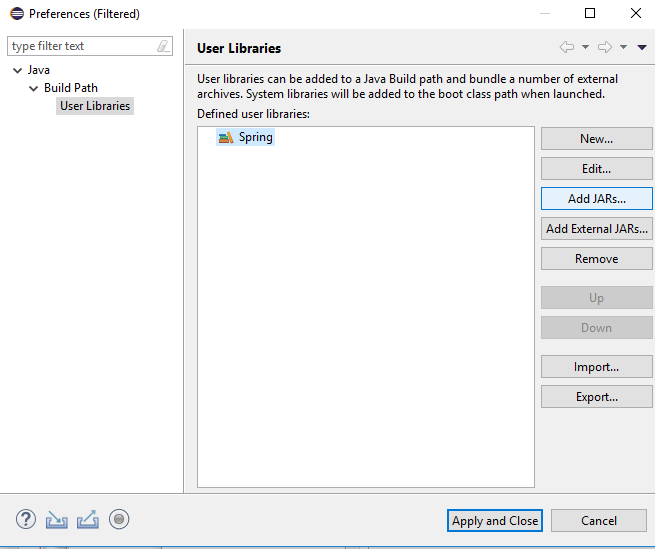 Preferences (Filtered)
type filter text
Java
Build Path
User Libraries
User Libraries
User libraries can be added to a Java Build path and bundle a number of external
archives. System libraries will be added to the boot class path when launched.
Defined user libraries:
Spring
New...
Edit...
Add JARs...
Add External JARs...
Remove
Up
Down
Import...
Export...
?
Apply and Close
Cancel